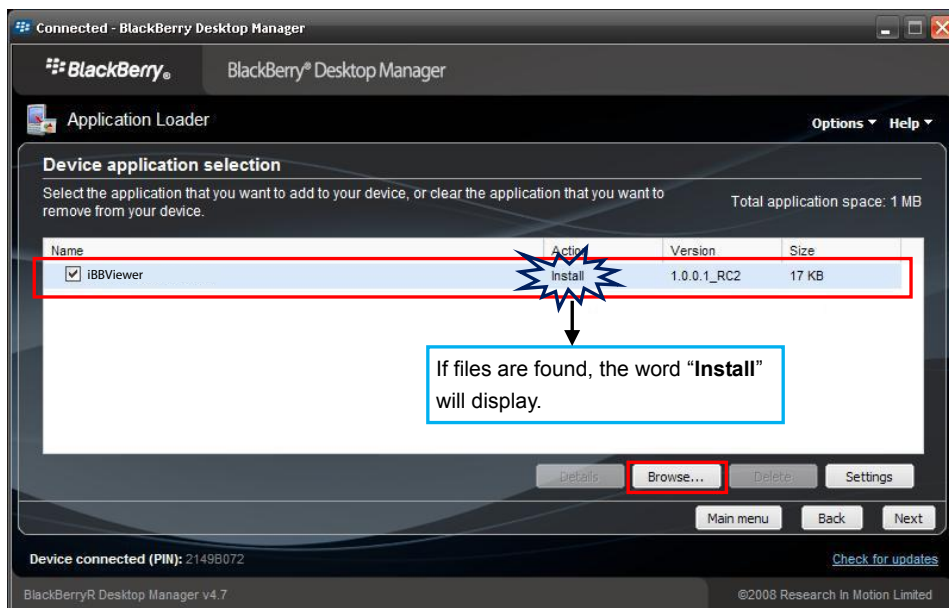 Connected - BlackBerry Desktop Manager
BlackBerry® BlackBerry® Desktop Manager
Application Loader
Options Help
Device application selection
Select the application that you want to add to your device, or clear the application that you want to
remove from your device.
Total application space: 1 MB
Name Action Version Size
iBBViewer Install 1.0.0.1_RC2 17 KB
If files are found, the word “Install”
will display.
Details Browse... Delete Settings
Main menu Back Next
Device connected (PIN): 2149B072
Check for updates
BlackBerryR Desktop Manager v4.7
©2008 Research In Motion Limited